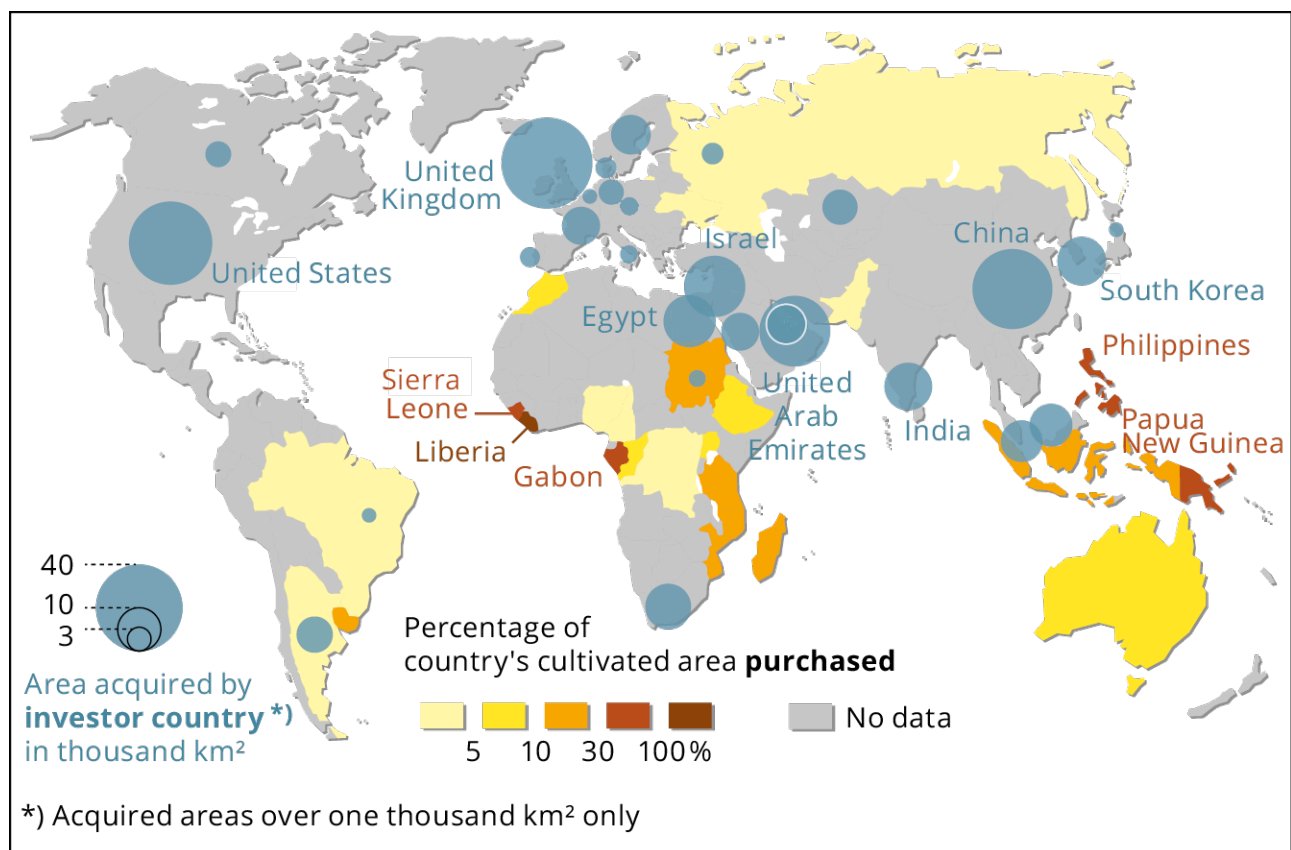 United
Kingdom
Israel
China
United States
South Korea
Egypt
Philippines
Sierra
Leone
United
Arab
Emirates
Papua
New Guinea
India
Liberia
Gabon
40
10
3
Area acquired by
investor country *)
in thousand km²
Percentage of
country's cultivated area purchased
5 10 30 100%
No data
*) Acquired areas over one thousand km² only